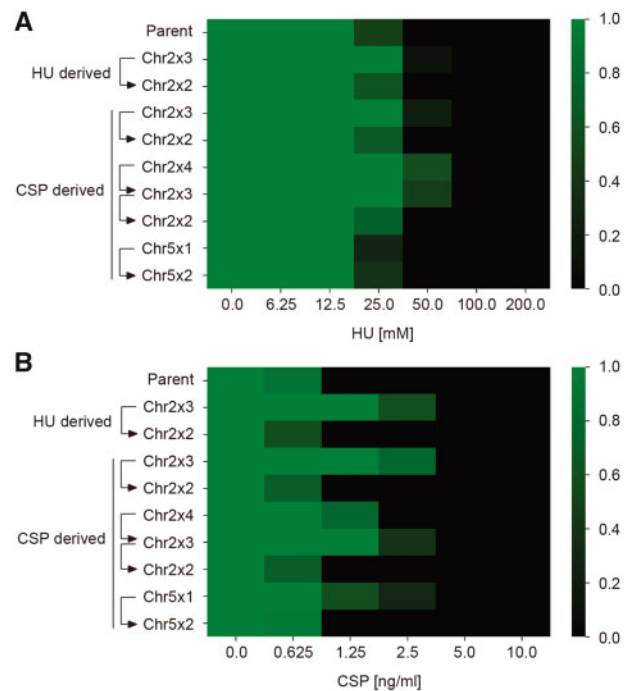 A
Parent
HU derived
Chr2x3
Chr2x2
CSP derived
Chr2x3
Chr2x2
Chr2x4
Chr2x3
Chr2x2
Chr5x1
Chr5x2
0.0 6.25 12.5 25.0 50.0 100.0 200.0
HU [mM]
1.0
0.8
0.6
0.4
0.2
0.0
B
Parent
HU derived
Chr2x3
Chr2x2
CSP derived
Chr2x3
Chr2x2
Chr2x4
Chr2x3
Chr2x2
Chr5x1
Chr5x2
0.0 0.625 1.25 2.5 5.0 10.0
CSP [ng/ml]
1.0
0.8
0.6
0.4
0.2
0.0